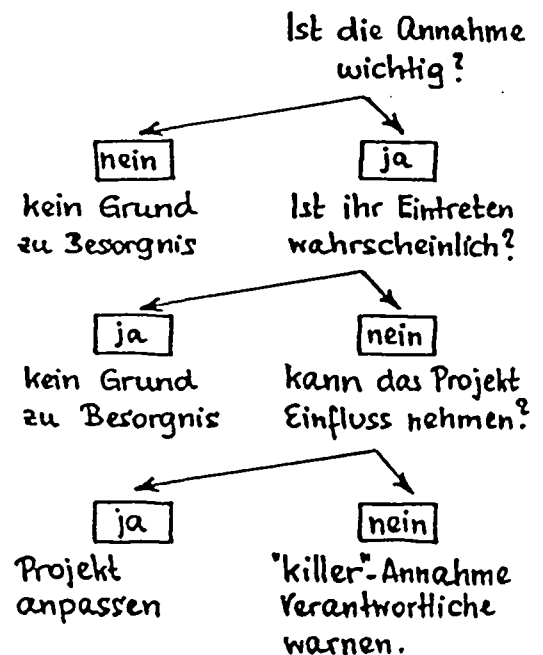 Ist die Annahme
wichtig?
nein
ja
kein Grund
zu Besorgnis
Ist ihr Eintreten
wahrscheinlich?
ja
nein
kein Grund
zu Besorgnis
kann das Projekt
Einfluss nehmen?
ja
nein
Projekt
anpassen
"killer"-Annahme
Verantwortliche
warnen.